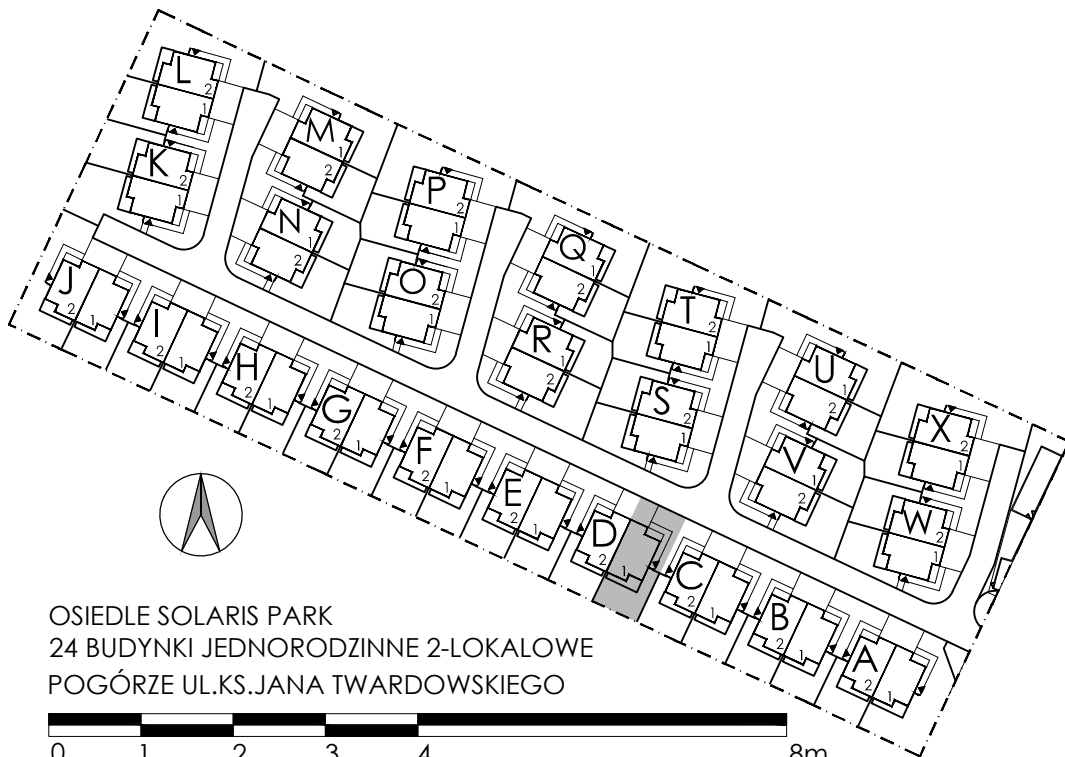 L
2
1
M
1
2
K
2
1
P
2
1
N
1
2
Q
1
2
O
2
1
J
2
1
T
2
1
I
2
1
R
1
2
U
1
2
H
2
1
S
2
1
G
2
1
X
2
1
F
2
1
V
1
2
E
2
1
W
2
1
D
2
1
C
2
1
B
2
1
A
2
1
OSIEDLE SOLARIS PARK
24 BUDYNKI JEDNORODZINNE 2-LOKALOWE
POGÓRZE UL.KS.JANA TWARDOWSKIEGO
0 1 2 3 4 8m